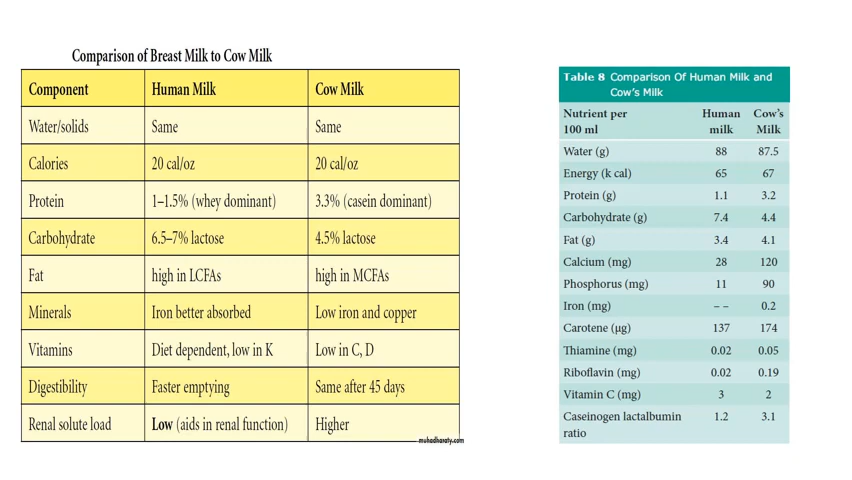 Comparison of Breast Milk to Cow Milk
Component Human Milk Cow Milk
Water/solids Same Same
Calories 20 cal/oz 20 cal/oz
Protein 1–1.5% (whey dominant) 3.3% (casein dominant)
Carbohydrate 6.5–7% lactose 4.5% lactose
Fat high in LCFAs high in MCFAs
Minerals Iron better absorbed Low iron and copper
Vitamins Diet dependent, low in K Low in C, D
Digestibility Faster emptying Same after 45 days
Renal solute load Low (aids in renal function) Higher
muhadharaty.com
Table 8 Comparison Of Human Milk and
Cow's Milk
Nutrient per Human Cow's
100 ml milk Milk
Water (g) 88 87.5
Energy (k cal) 65 67
Protein (g) 1.1 3.2
Carbohydrate (g) 7.4 4.4
Fat (g) 3.4 4.1
Calcium (mg) 28 120
Phosphorus (mg) 11 90
Iron (mg) – – 0.2
Carotene (µg) 137 174
Thiamine (mg) 0.02 0.05
Riboflavin (mg) 0.02 0.19
Vitamin C (mg) 3 2
Caseinogen lactalbumin 1.2 3.1
ratio